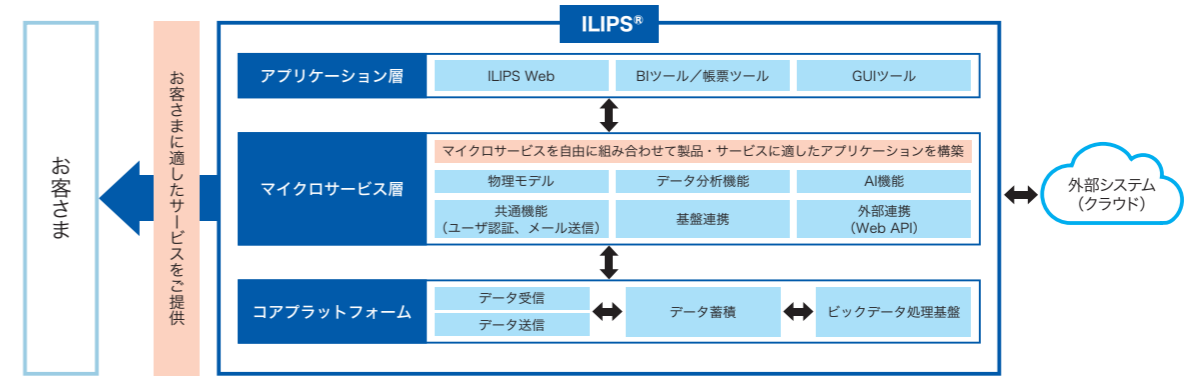 ILIPS®
お客さま
お客さまに適したサービスをご提供
アプリケーション層
ILIPS Web
BIツール／帳票ツール
GUIツール
マイクロサービス層
マイクロサービスを自由に組み合わせて製品・サービスに適したアプリケーションを構築
物理モデル
データ分析機能
AI機能
共通機能
（ユーザ認証、メール送信）
基盤連携
外部連携
（Web API）
コアプラットフォーム
データ受信
データ送信
データ蓄積
ビックデータ処理基盤
外部システム
（クラウド）